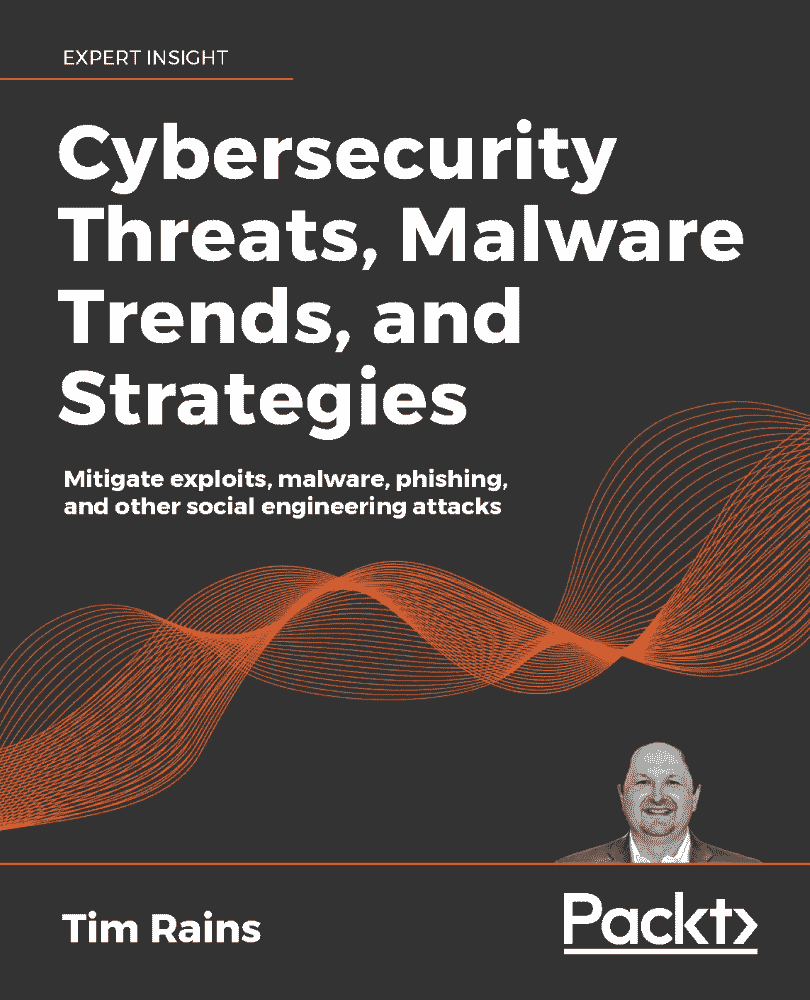 EXPERT INSIGHT
Cybersecurity
Threats, Malware
Trends, and
Strategies
Mitigate exploits, malware, phishing,
and other social engineering attacks
Tim Rains
Packt>